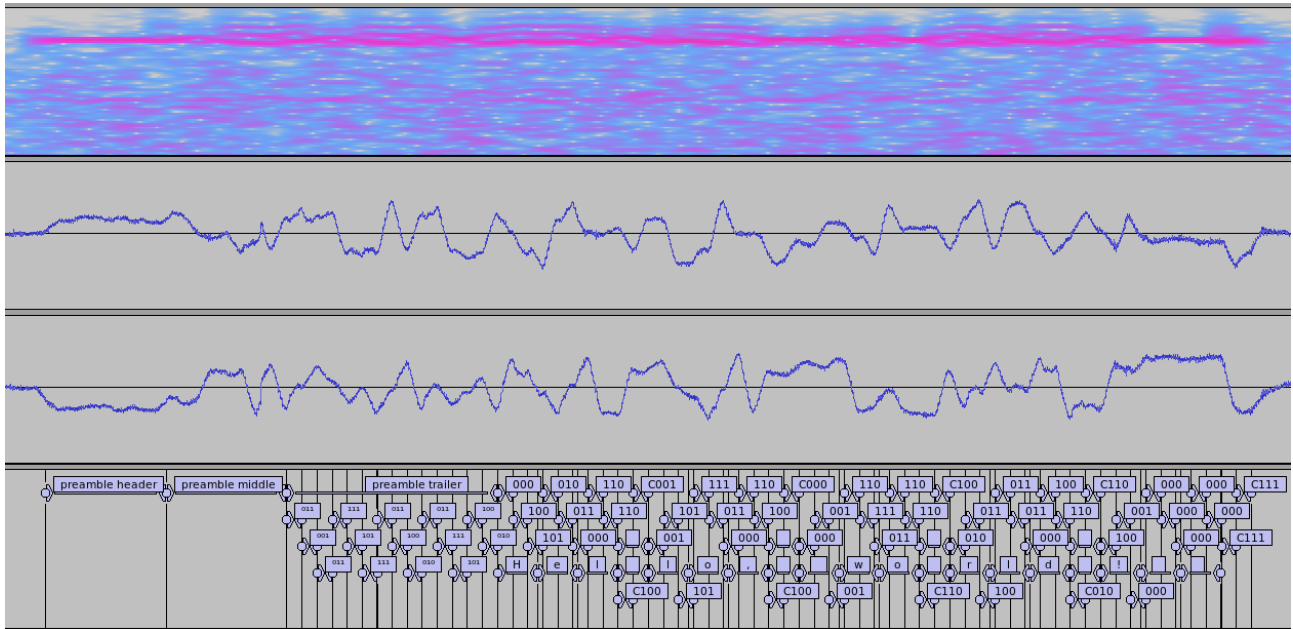 preamble header preamble middle preamble trailer 000 010 110 C001 111 110 C000 110 110 C100 011 100 C110 000 000 C111
011 111 011 011 100 100 011 110 101 011 100 001 111 110 011 011 110 001 000 000
001 101 100 111 010 101 000 001 000 000 011 010 000 100 000 C111
011 111 010 101 H e l l o , w o r l d !
C100 101 C100 001 C110 100 C010 000